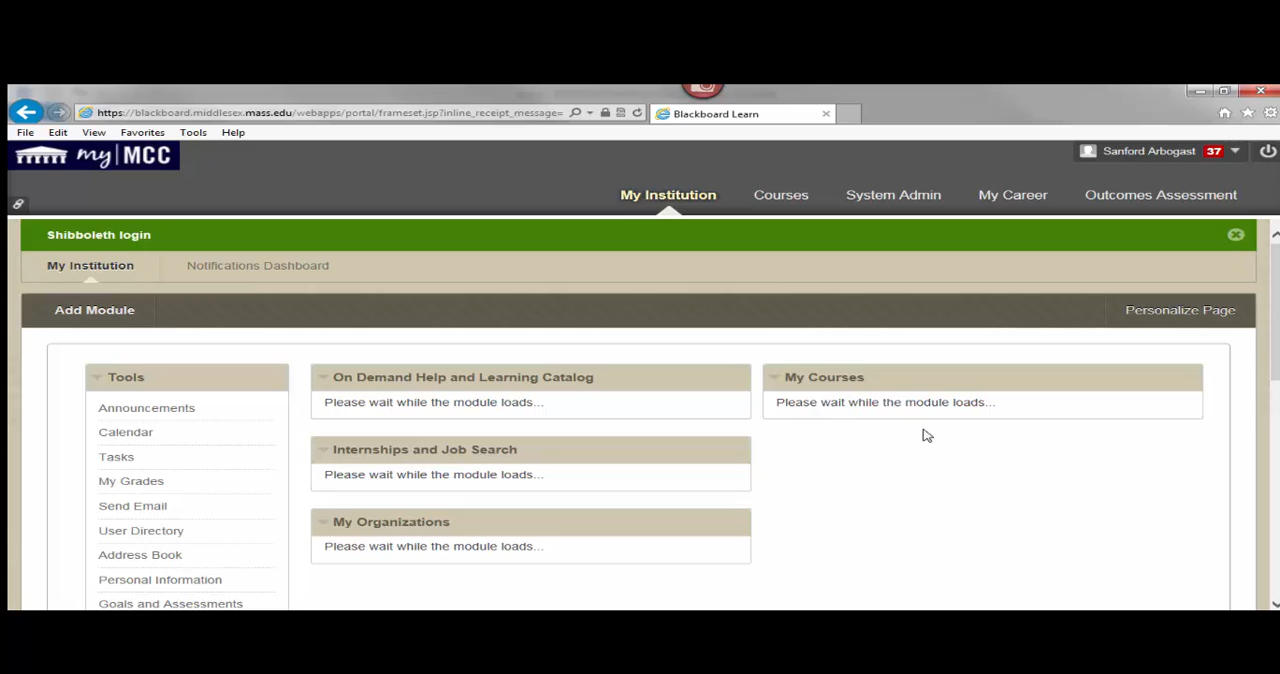 https://blackboard.middlesex.mass.edu/webapps/portal/frameset.jsp?inline_receipt_message=
Blackboard Learn
File Edit View Favorites Tools Help
my|MCC
Sanford Arbogast 37
My Institution Courses System Admin My Career Outcomes Assessment
Shibboleth login
My Institution Notifications Dashboard
Add Module Personalize Page
Tools
Announcements
Calendar
Tasks
My Grades
Send Email
User Directory
Address Book
Personal Information
Goals and Assessments
On Demand Help and Learning Catalog
Please wait while the module loads...
Internships and Job Search
Please wait while the module loads...
My Organizations
Please wait while the module loads...
My Courses
Please wait while the module loads...